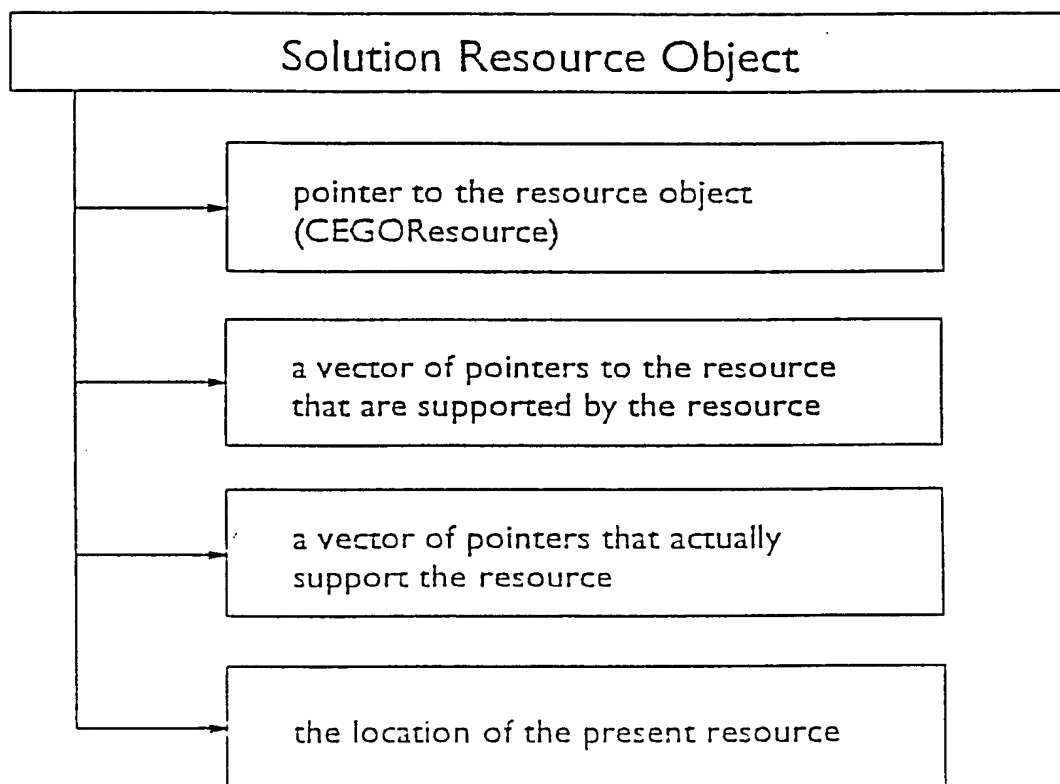 Solution Resource Object
pointer to the resource object
(CEGOResource)
a vector of pointers to the resource
that are supported by the resource
a vector of pointers that actually
support the resource
the location of the present resource